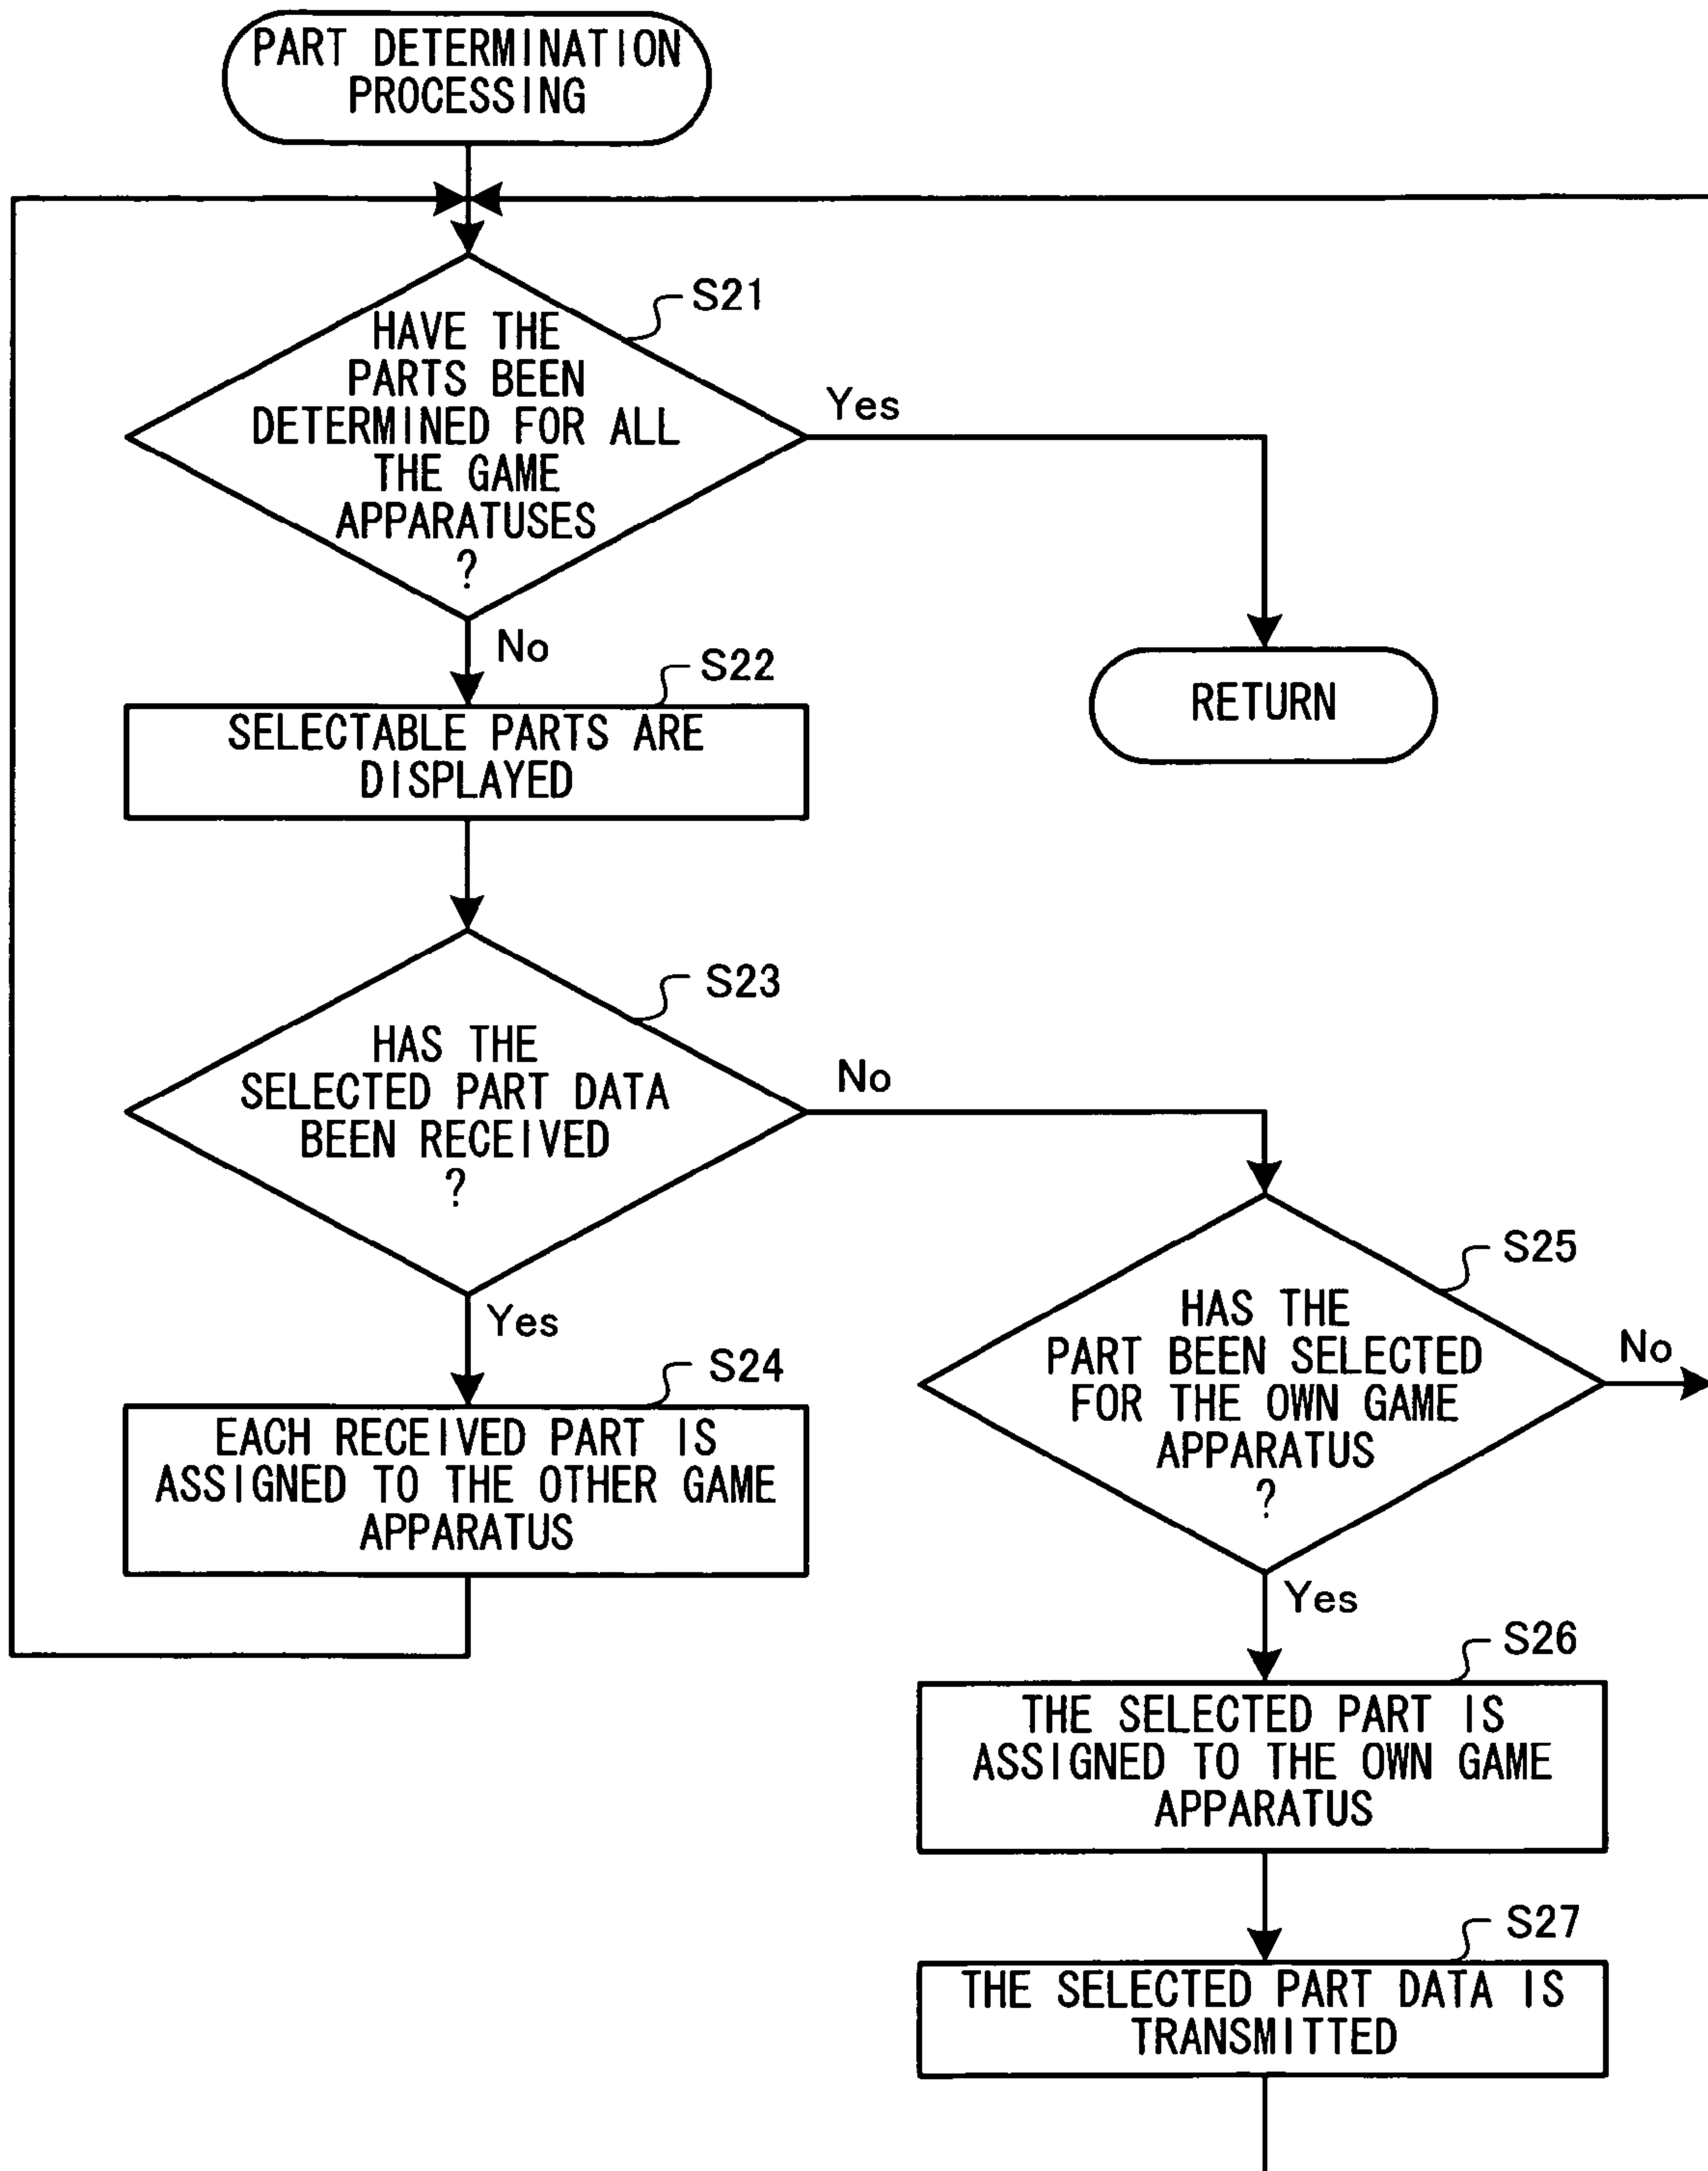 PART DETERMINATION
PROCESSING
S21
HAVE THE
PARTS BEEN
DETERMINED FOR ALL
THE GAME
APPARATUSES
?
Yes
No
RETURN
S22
SELECTABLE PARTS ARE
DISPLAYED
S23
HAS THE
SELECTED PART DATA
BEEN RECEIVED
?
No
Yes
S24
EACH RECEIVED PART IS
ASSIGNED TO THE OTHER GAME
APPARATUS
S25
HAS THE
PART BEEN SELECTED
FOR THE OWN GAME
APPARATUS
?
No
Yes
S26
THE SELECTED PART IS
ASSIGNED TO THE OWN GAME
APPARATUS
S27
THE SELECTED PART DATA IS
TRANSMITTED